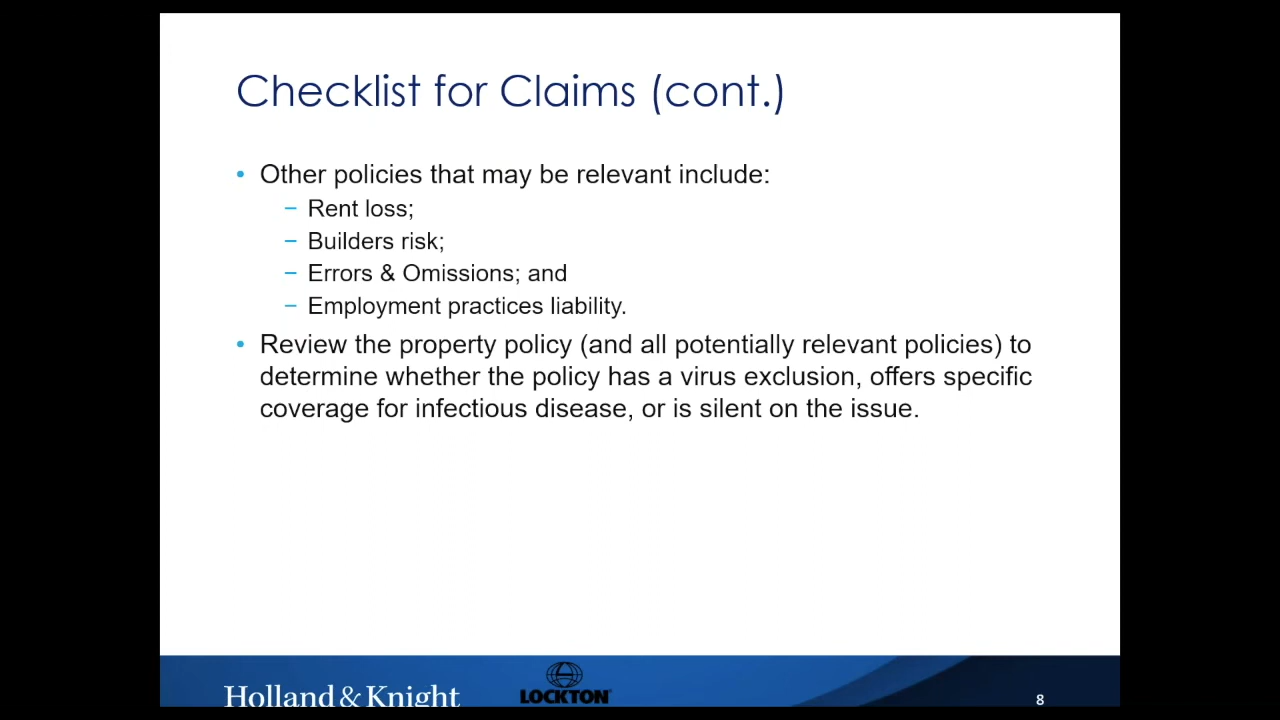 Checklist for Claims (cont.)
• Other policies that may be relevant include:
− Rent loss;
− Builders risk;
− Errors & Omissions; and
− Employment practices liability.
• Review the property policy (and all potentially relevant policies) to
determine whether the policy has a virus exclusion, offers specific
coverage for infectious disease, or is silent on the issue.
Holland & Knight
LOCKTON
8